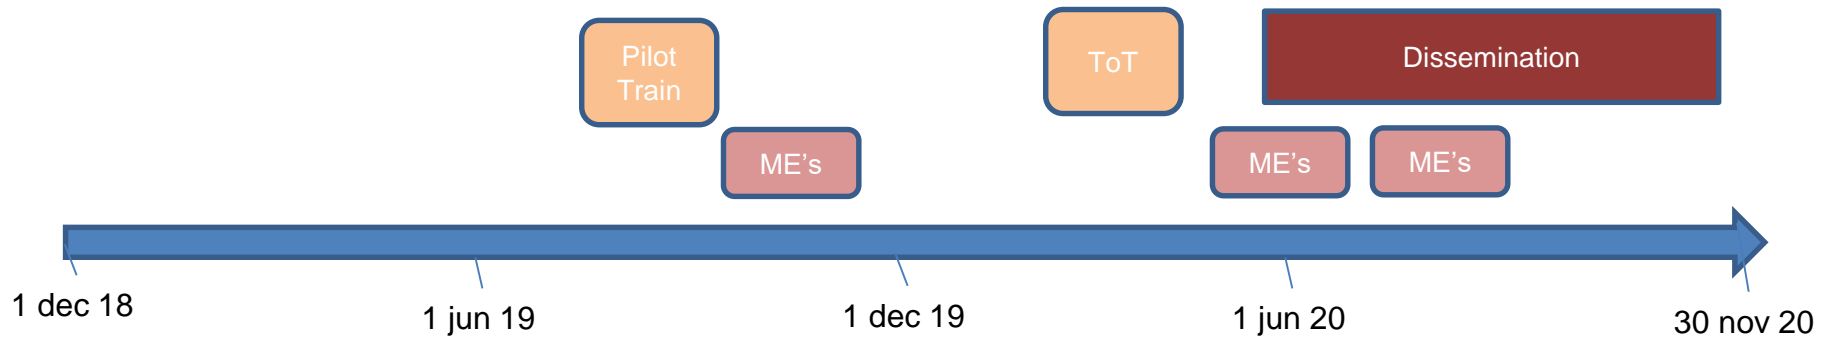 Pilot
Train
ToT
Dissemination
ME's
ME's
ME's
1 dec 18
1 jun 19
1 dec 19
1 jun 20
30 nov 20